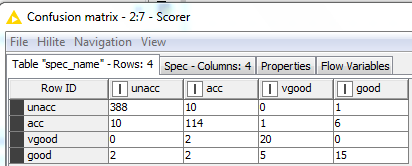 Confusion matrix - 2:7 - Scorer
File Hilite Navigation View
Table "spec_name" - Rows: 4 Spec - Columns: 4 Properties Flow Variables
Row ID I unacc I acc I vgood I good
unacc 388 10 0 1
acc 10 114 1 6
vgood 0 2 20 0
good 2 2 5 15